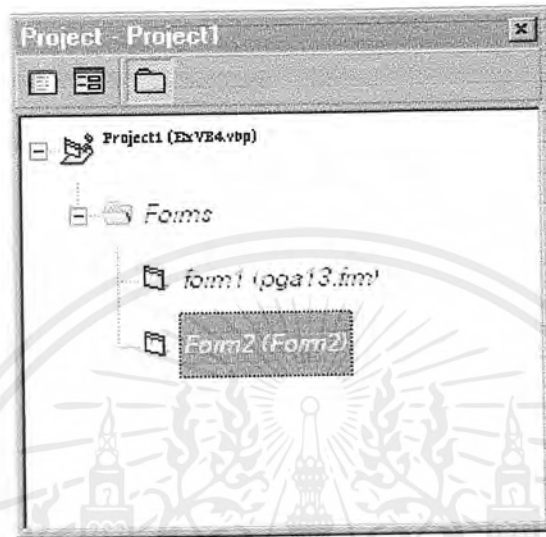 Project - Project1
Project1 (ExVB4.vbp)
Forms
form1 (pga13.frm)
Form2 (Form2)